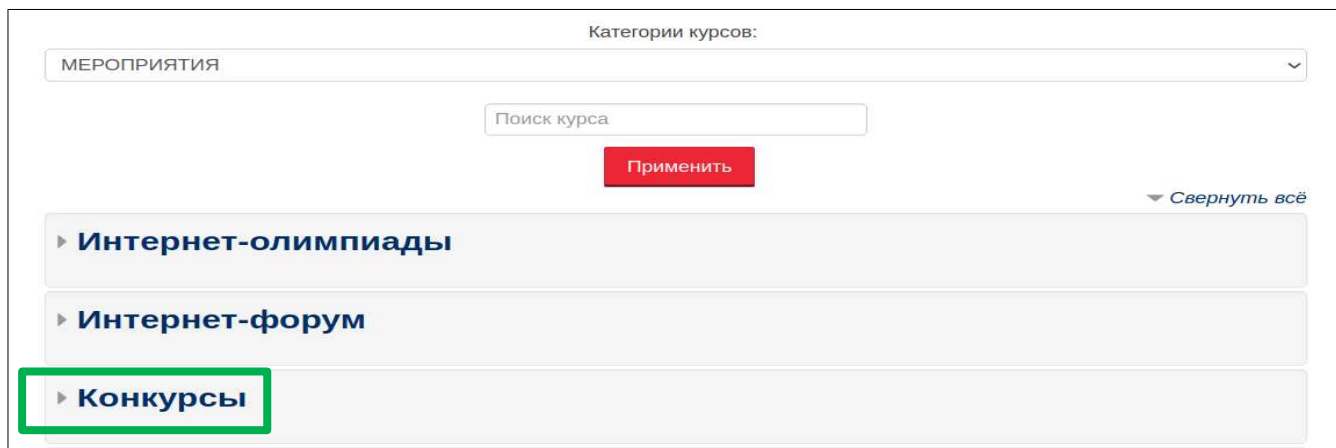 Категории курсов:
МЕРОПРИЯТИЯ
Поиск курса
Применить
Свернуть всё
Интернет-олимпиады
Интернет-форум
Конкурсы